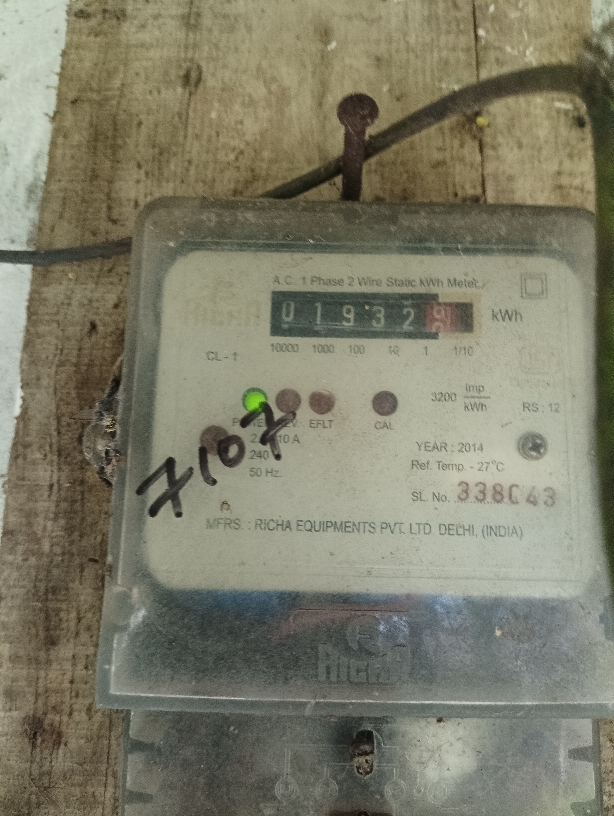 A.C. 1 Phase 2 Wire Static kWh Meter
RICHA
0 1 9 3 2
kWh
10000 1000 100 10 1 1/10
CL - 1
3200 Imp/kWh
RS : 12
EFLT
CAL
10 A
240
50 Hz.
7107
YEAR : 2014
Ref. Temp. - 27°C
SL. No.
MFRS. : RICHA EQUIPMENTS PVT. LTD. DELHI, (INDIA)
RICHA